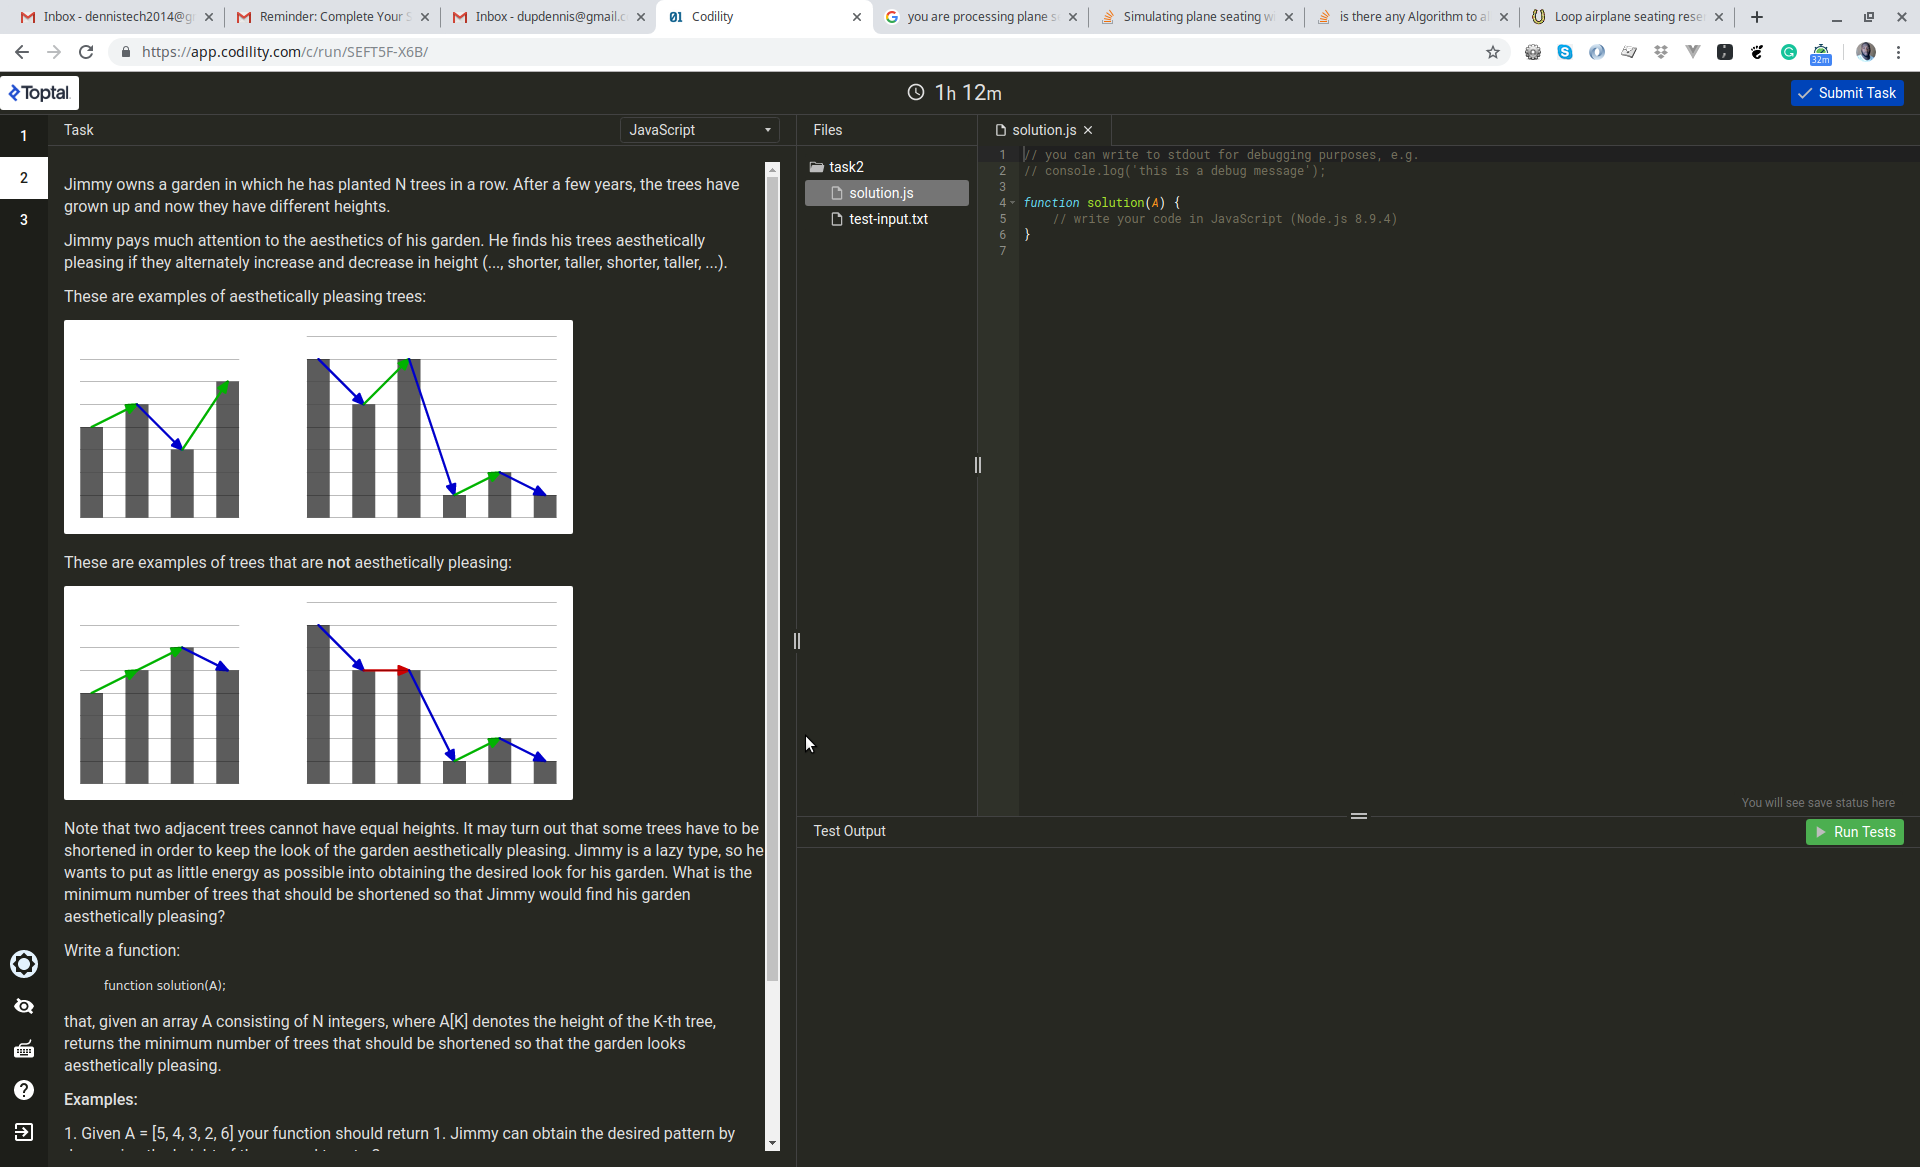 Inbox - dennistech2014@g
Reminder: Complete Your S
Inbox - dupdennis@gmail.c
Codility
you are processing plane s
Simulating plane seating w
is there any Algorithm to a
Loop airplane seating rese
https://app.codility.com/c/run/SEFT5F-X6B/
32m
Toptal
1h 12m
Submit Task
1
2
3
Task
JavaScript
Files
solution.js
task2
solution.js
test-input.txt
Jimmy owns a garden in which he has planted N trees in a row. After a few years, the trees have
grown up and now they have different heights.
Jimmy pays much attention to the aesthetics of his garden. He finds his trees aesthetically
pleasing if they alternately increase and decrease in height (..., shorter, taller, shorter, taller, ...).
These are examples of aesthetically pleasing trees:
These are examples of trees that are not aesthetically pleasing:
Note that two adjacent trees cannot have equal heights. It may turn out that some trees have to be
shortened in order to keep the look of the garden aesthetically pleasing. Jimmy is a lazy type, so he
wants to put as little energy as possible into obtaining the desired look for his garden. What is the
minimum number of trees that should be shortened so that Jimmy would find his garden
aesthetically pleasing?
Write a function:
function solution(A);
that, given an array A consisting of N integers, where A[K] denotes the height of the K-th tree,
returns the minimum number of trees that should be shortened so that the garden looks
aesthetically pleasing.
Examples:
1. Given A = [5, 4, 3, 2, 6] your function should return 1. Jimmy can obtain the desired pattern by
1 // you can write to stdout for debugging purposes, e.g.
2 // console.log('this is a debug message');
3
4 function solution(A) {
5 // write your code in JavaScript (Node.js 8.9.4)
6 }
7
You will see save status here
Test Output
Run Tests